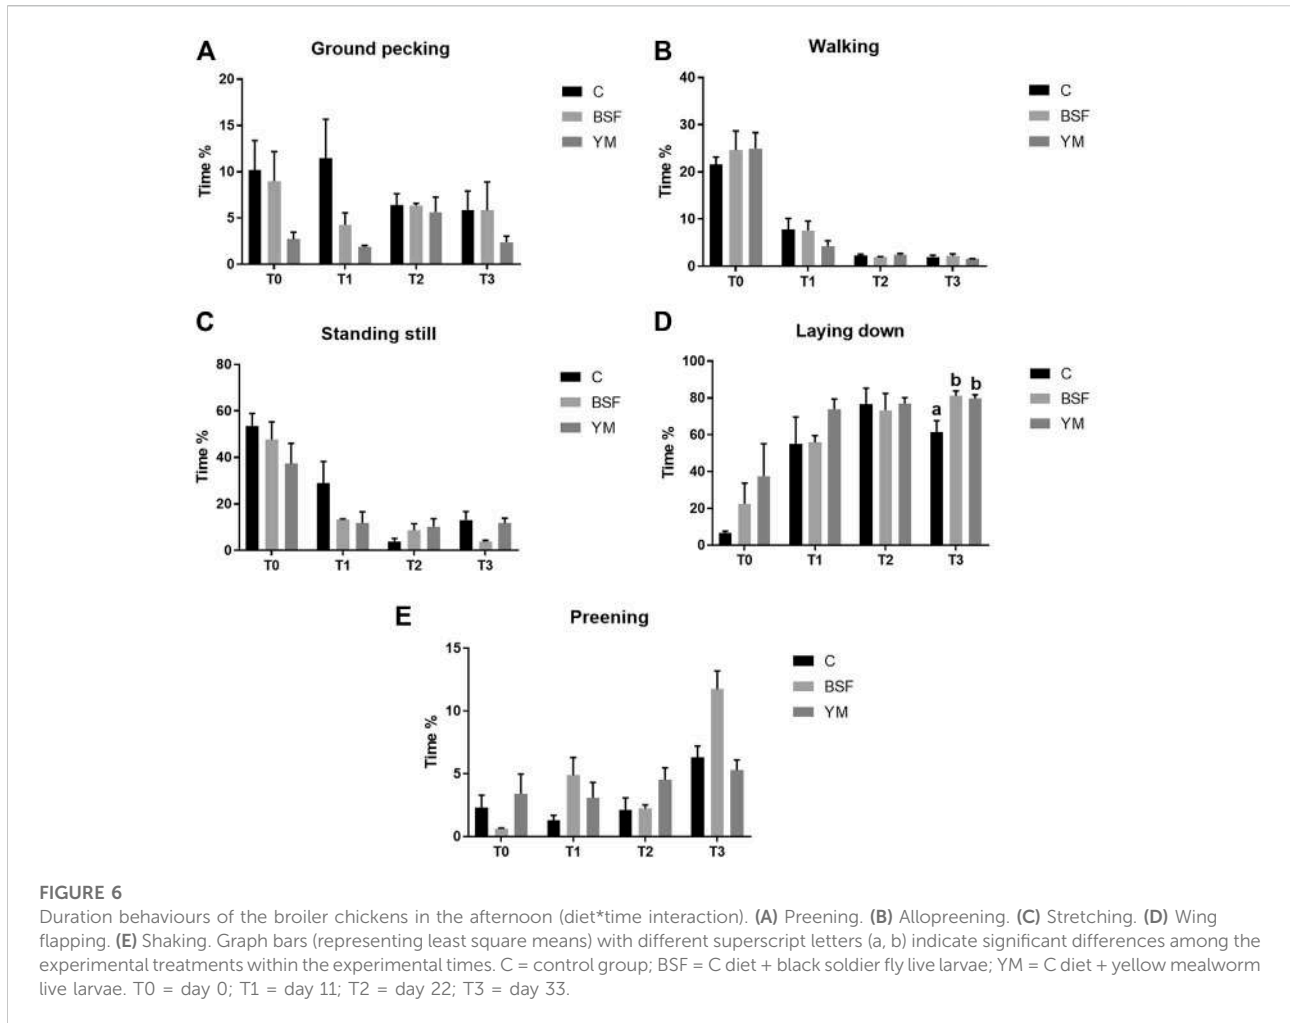 A
Ground pecking
Time %
20
15
10
5
0
T0 T1 T2 T3
C
BSF
YM
B
Walking
Time %
40
30
20
10
0
T0 T1 T2 T3
C
BSF
YM
C
Standing still
Time %
80
60
40
20
0
T0 T1 T2 T3
C
BSF
YM
D
Laying down
Time %
100
80
60
40
20
0
a b b
T0 T1 T2 T3
C
BSF
YM
E
Preening
Time %
15
10
5
0
T0 T1 T2 T3
C
BSF
YM
FIGURE 6
Duration behaviours of the broiler chickens in the afternoon (diet*time interaction). (A) Preening. (B) Allopreening. (C) Stretching. (D) Wing
flapping. (E) Shaking. Graph bars (representing least square means) with different superscript letters (a, b) indicate significant differences among the
experimental treatments within the experimental times. C = control group; BSF = C diet + black soldier fly live larvae; YM = C diet + yellow mealworm
live larvae. T0 = day 0; T1 = day 11; T2 = day 22; T3 = day 33.